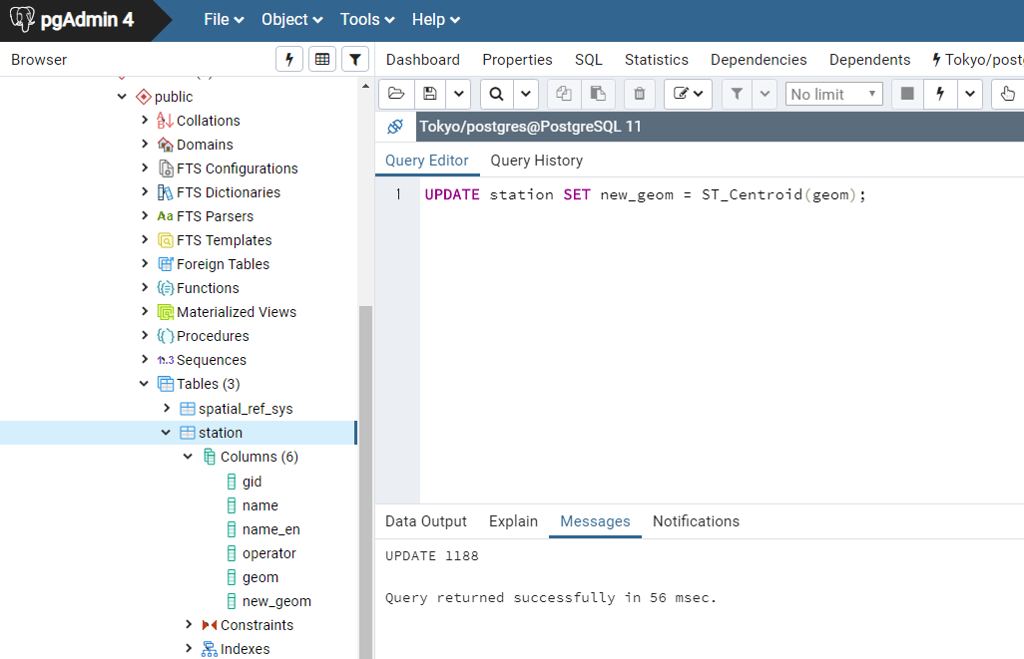 pgAdmin 4
File Object Tools Help
Browser
Dashboard Properties SQL Statistics Dependencies Dependents Tokyo/post
public
Collations
Domains
FTS Configurations
FTS Dictionaries
Aa FTS Parsers
FTS Templates
Foreign Tables
Functions
Materialized Views
Procedures
1..3 Sequences
Tables (3)
spatial_ref_sys
station
Columns (6)
gid
name
name_en
operator
geom
new_geom
Constraints
Indexes
No limit
Tokyo/postgres@PostgreSQL 11
Query Editor Query History
1 UPDATE station SET new_geom = ST_Centroid(geom);
Data Output Explain Messages Notifications
UPDATE 1188
Query returned successfully in 56 msec.